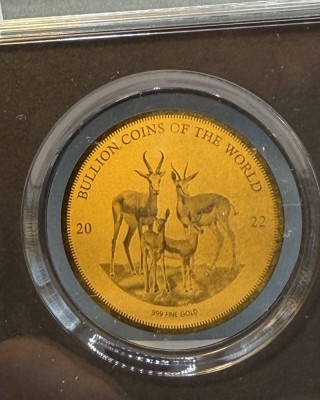 BULLION COINS OF THE WORLD
20 22
999 FINE GOLD